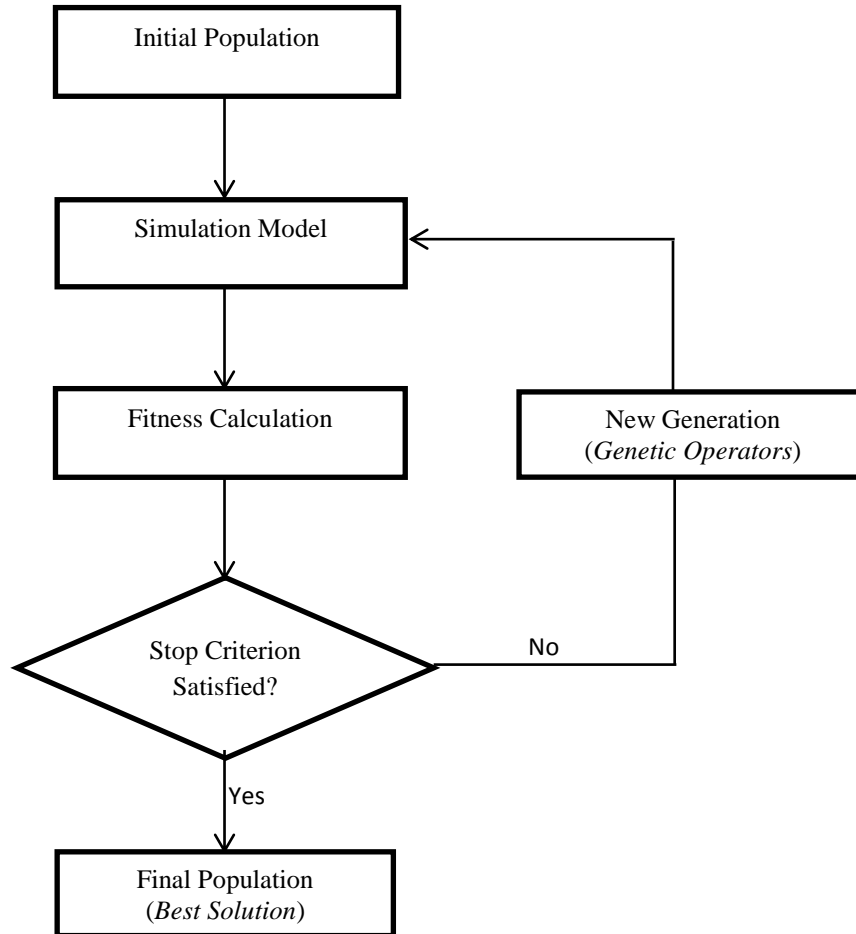 Initial Population
Simulation Model
Fitness Calculation
New Generation
(Genetic Operators)
Stop Criterion
Satisfied?
No
Yes
Final Population
(Best Solution)